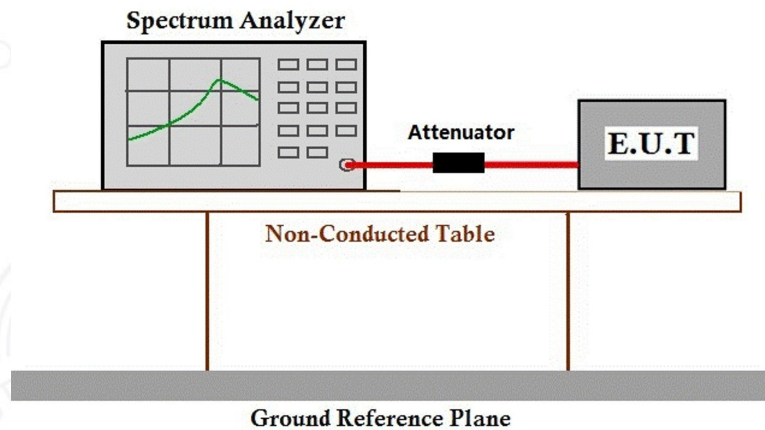 Spectrum Analyzer
Attenuator
E.U.T
Non-Conducted Table
Ground Reference Plane